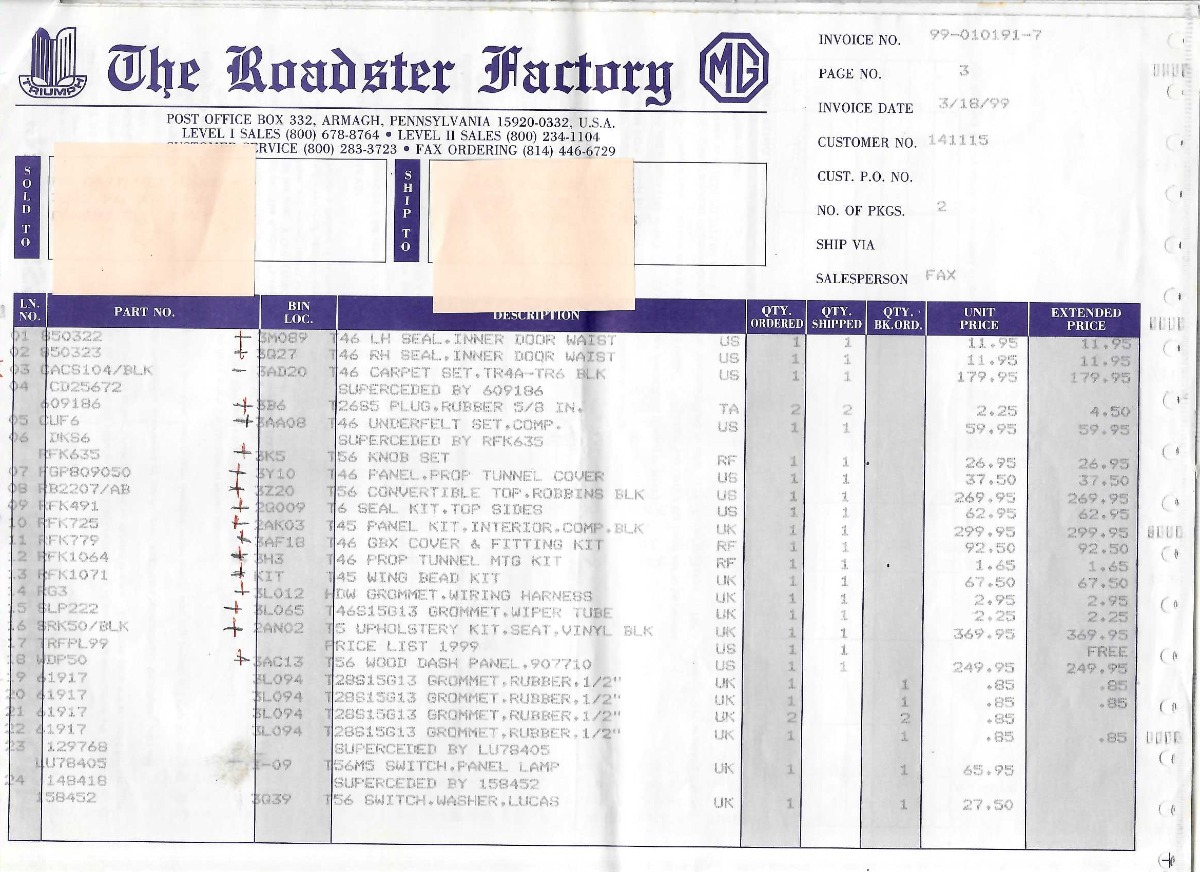 TRIUMPH
The Roadster Factory
MG
POST OFFICE BOX 332, ARMAGH, PENNSYLVANIA 15920-0332, U.S.A.
LEVEL I SALES (800) 678-8764 • LEVEL II SALES (800) 234-1104
CUSTOMER SERVICE (800) 283-3723 • FAX ORDERING (814) 446-6729
INVOICE NO. 99-010191-7
PAGE NO. 3
INVOICE DATE 3/18/99
CUSTOMER NO. 141115
CUST. P.O. NO.
NO. OF PKGS. 2
SHIP VIA
SALESPERSON FAX
SOLD TO
SHIP TO
LN. NO. PART NO. BIN LOC. DESCRIPTION QTY. ORDERED QTY. SHIPPED QTY. BK.ORD. UNIT PRICE EXTENDED PRICE
01 850322 + 3M089 T46 LH SEAL.INNER DOOR WAIST US 1 1 11.95 11.95
02 850323 + 3Q27 T46 RH SEAL.INNER DOOR WAIST US 1 1 11.95 11.95
03 CACS104/BLK - 3AD20 T46 CARPET SET.TR4A-TR6 BLK US 1 1 179.95 179.95
04 CD25672 SUPERCEDED BY 609186
609186 + 3B6 T26S5 PLUG.RUBBER 5/8 IN. TA 2 2 2.25 4.50
05 CUF6 + 3AA08 T46 UNDERFELT SET.COMP. US 1 1 59.95 59.95
06 DKS6 SUPERCEDED BY RFK635
RFK635 + 3K5 T56 KNOB SET RF 1 1 26.95 26.95
07 FGP809050 + 3Y10 T46 PANEL.PROP TUNNEL COVER US 1 1 37.50 37.50
08 RB2207/AB + 3Z20 T56 CONVERTIBLE TOP.ROBBINS BLK US 1 1 269.95 269.95
09 RFK491 + 2G009 T6 SEAL KIT.TOP SIDES US 1 1 62.95 62.95
10 RFK725 + 2AK03 T45 PANEL KIT.INTERIOR.COMP.BLK UK 1 1 299.95 299.95
11 RFK779 + 3AF18 T46 GBX COVER & FITTING KIT RF 1 1 92.50 92.50
12 RFK1064 + 3H3 T46 PROP TUNNEL MTG KIT RF 1 1 1.65 1.65
13 RFK1071 + KIT T45 WING BEAD KIT UK 1 1 67.50 67.50
14 RG3 + 3L012 HDW GROMMET.WIRING HARNESS UK 1 1 2.95 2.95
15 SLP222 + 3L065 T46S15G13 GROMMET.WIPER TUBE UK 1 1 2.25 2.25
16 SRK50/BLK + 2AN02 T5 UPHOLSTERY KIT.SEAT.VINYL BLK UK 1 1 369.95 369.95
17 TRFPL99 PRICE LIST 1999 US 1 1 FREE
18 WDP50 + 3AC13 T56 WOOD DASH PANEL.907710 US 1 1 249.95 249.95
19 61917 3L094 T28S15G13 GROMMET.RUBBER.1/2" UK 1 1 .85 .85
20 61917 3L094 T28S15G13 GROMMET.RUBBER.1/2" UK 1 1 .85 .85
21 61917 3L094 T28S15G13 GROMMET.RUBBER.1/2" UK 2 2 .85
22 61917 3L094 T28S15G13 GROMMET.RUBBER.1/2" UK 1 1 .85 .85
23 129768 SUPERCEDED BY LU78405
LU78405 -09 T56M5 SWITCH.PANEL LAMP UK 1 1 65.95
24 148418 SUPERCEDED BY 158452
158452 3Q39 T56 SWITCH.WASHER.LUCAS UK 1 1 27.50